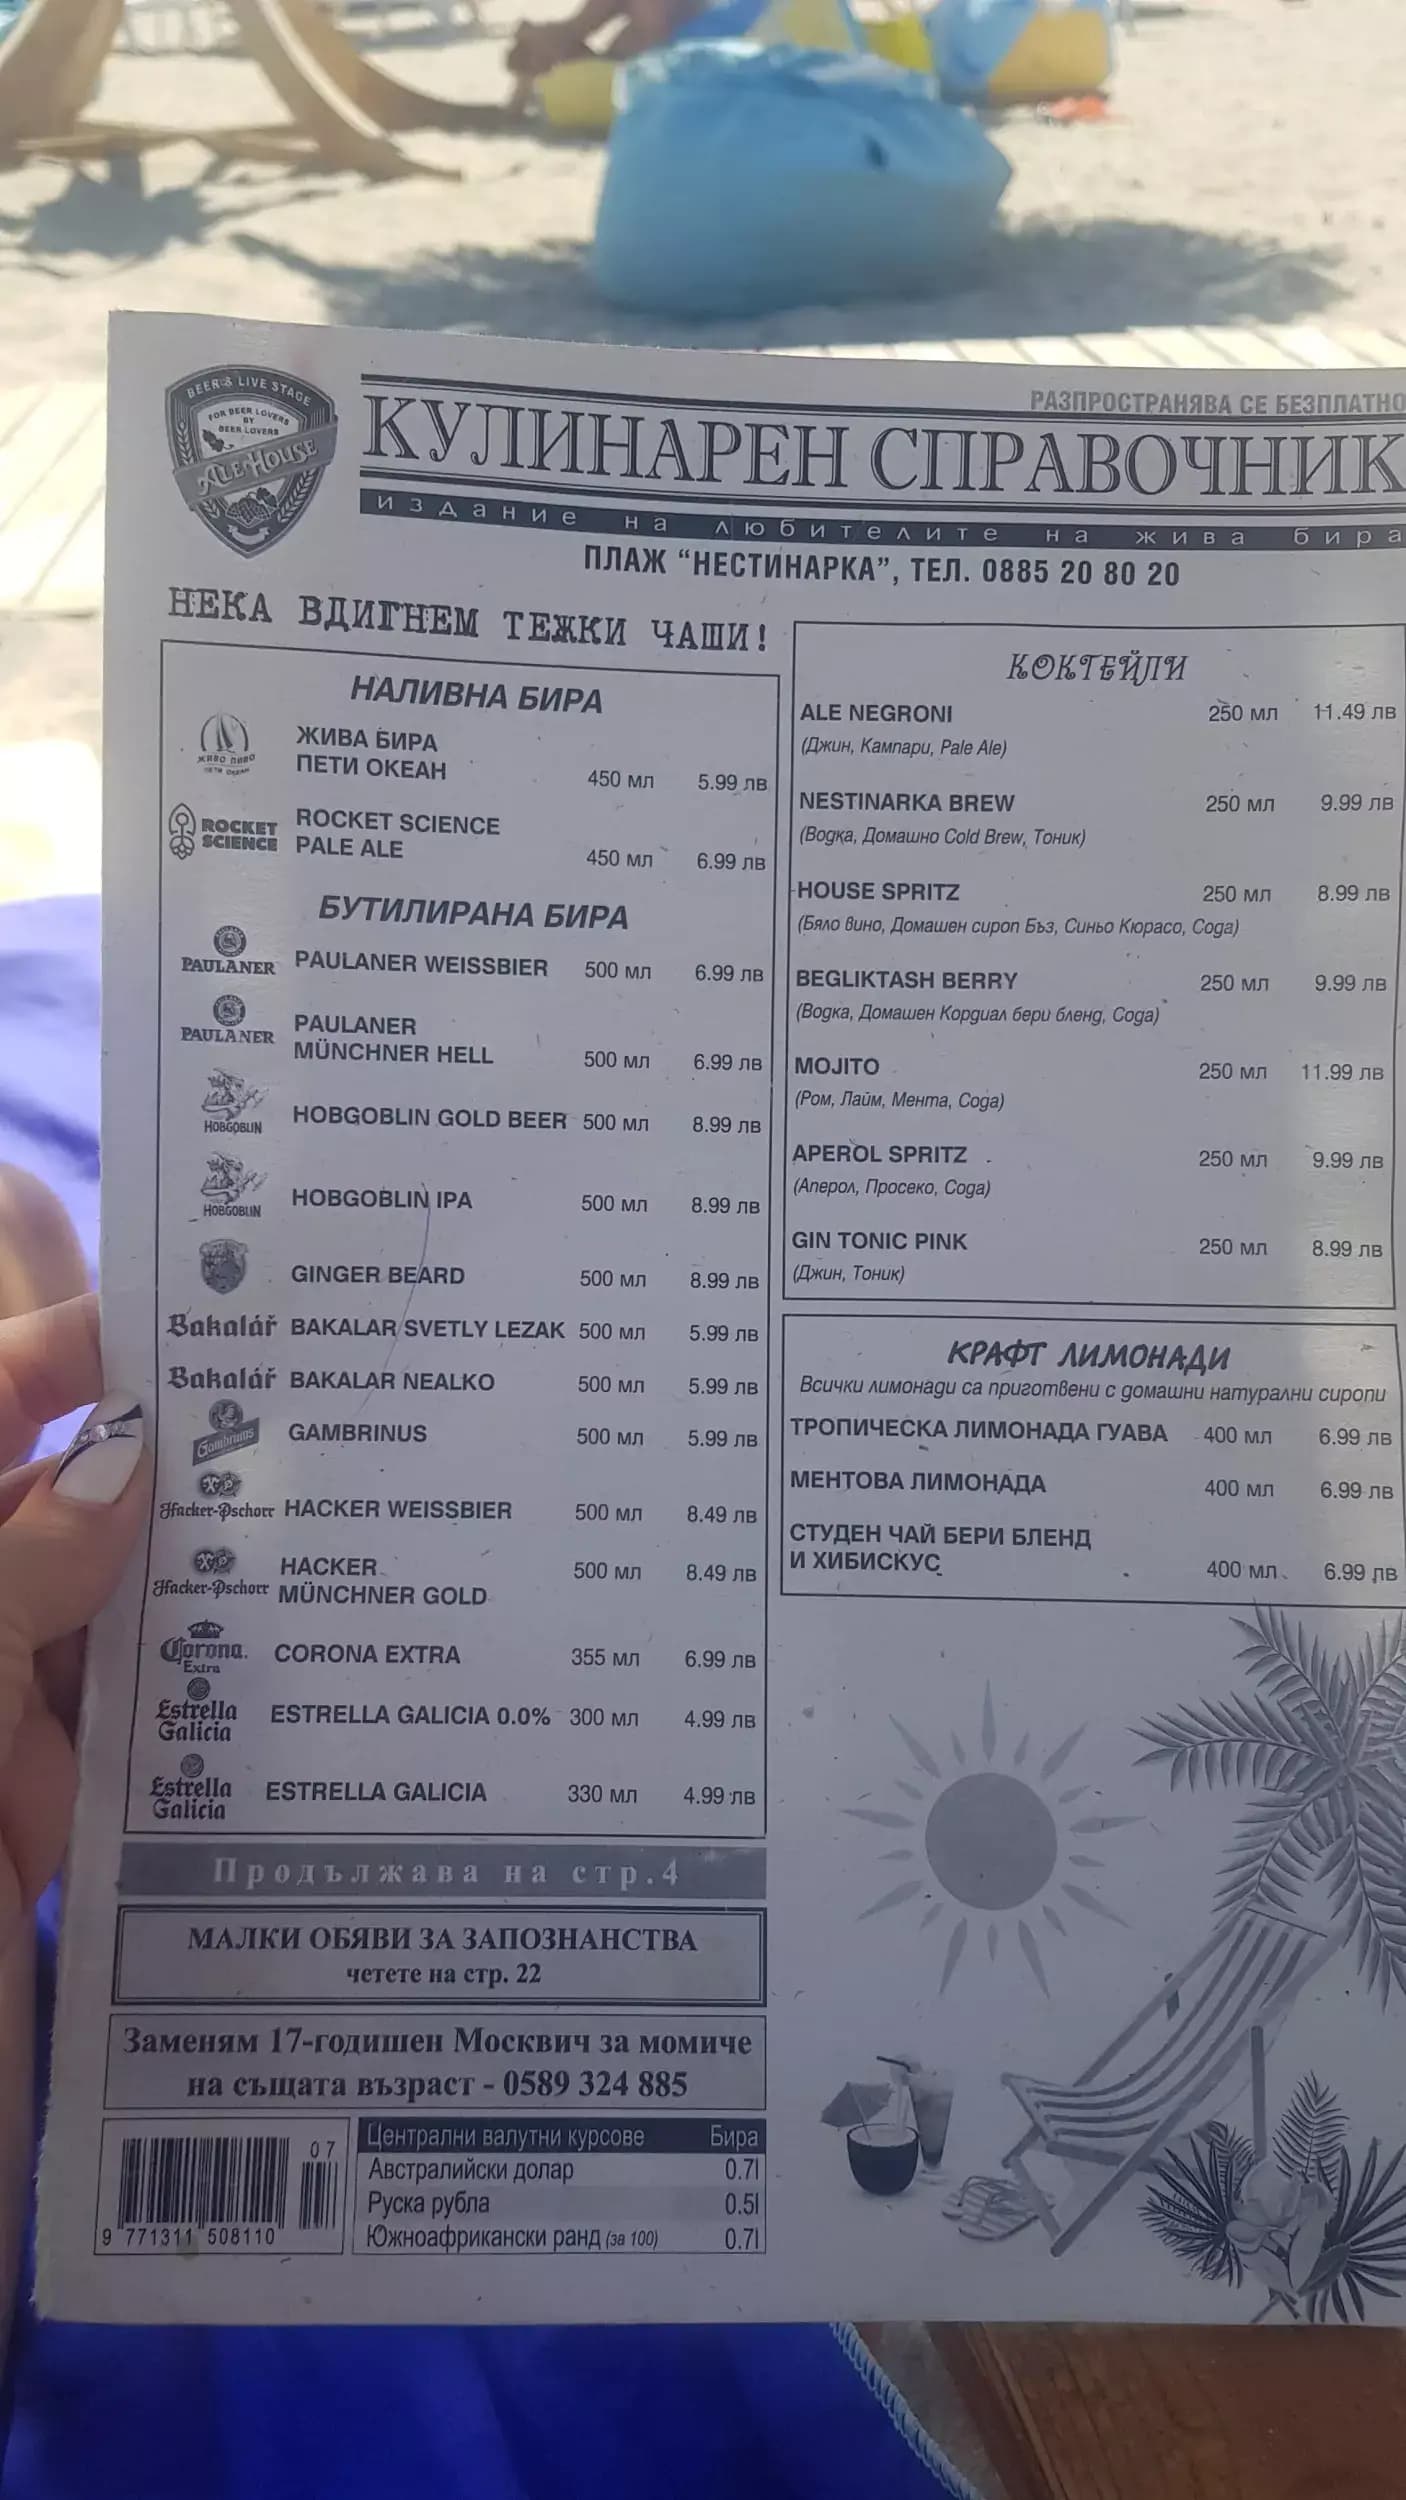 BEER & LIVE STAGE
FOR BEER LOVERS
BY
BEER LOVERS
ALE HOUSE
РАЗПРОСТРАНЯВА СЕ БЕЗПЛАТНО
КУЛИНАРЕН СПРАВОЧНИК
издание на любителите на жива бира
ПЛАЖ “НЕСТИНАРКА”, ТЕЛ. 0885 20 80 20
НЕКА ВДИГНЕМ ТЕЖКИ ЧАШИ!
НАЛИВНА БИРА
ЖИВО ПИВО
ПЕТИ ОКЕАН
ЖИВА БИРА
ПЕТИ ОКЕАН 450 мл 5.99 лв
ROCKET
SCIENCE
ROCKET SCIENCE
PALE ALE 450 мл 6.99 лв
БУТИЛИРАНА БИРА
PAULANER PAULANER WEISSBIER 500 мл 6.99 лв
PAULANER PAULANER
MÜNCHNER HELL 500 мл 6.99 лв
HOBGOBLIN HOBGOBLIN GOLD BEER 500 мл 8.99 лв
HOBGOBLIN HOBGOBLIN IPA 500 мл 8.99 лв
GINGER BEARD 500 мл 8.99 лв
Bakalář BAKALAR SVETLY LEZAK 500 мл 5.99 лв
Bakalář BAKALAR NEALKO 500 мл 5.99 лв
Gambrinus GAMBRINUS 500 мл 5.99 лв
Hacker-Pschorr HACKER WEISSBIER 500 мл 8.49 лв
Hacker-Pschorr HACKER 500 мл 8.49 лв
MÜNCHNER GOLD
Corona.
Extra
CORONA EXTRA 355 мл 6.99 лв
Estrella
Galicia
ESTRELLA GALICIA 0.0% 300 мл 4.99 лв
Estrella
Galicia
ESTRELLA GALICIA 330 мл 4.99 лв
Продължава на стр.4
МАЛКИ ОБЯВИ ЗА ЗАПОЗНАНСТВА
четете на стр. 22
Заменям 17-годишен Москвич за момиче
на същата възраст - 0589 324 885
07
9 771311 508110
Централни валутни курсове Бира
Австралийски долар 0.7l
Руска рубла 0.5l
Южноафрикански ранд (за 100) 0.7l
КОКТЕЙЛИ
ALE NEGRONI 250 мл 11.49 лв
(Джин, Кампари, Pale Ale)
NESTINARKA BREW 250 мл 9.99 лв
(Водка, Домашно Cold Brew, Тоник)
HOUSE SPRITZ 250 мл 8.99 лв
(Бяло вино, Домашен сироп Бъз, Синьо Кюрасо, Сода)
BEGLIKTASH BERRY 250 мл 9.99 лв
(Водка, Домашен Кордиал бери бленд, Сода)
MOJITO 250 мл 11.99 лв
(Ром, Лайм, Мента, Сода)
APEROL SPRITZ 250 мл 9.99 лв
(Аперол, Просеко, Сода)
GIN TONIC PINK 250 мл 8.99 лв
(Джин, Тоник)
КРАФТ ЛИМОНАДИ
Всички лимонади са приготвени с домашни натурални сиропи
ТРОПИЧЕСКА ЛИМОНАДА ГУАВА 400 мл 6.99 лв
МЕНТОВА ЛИМОНАДА 400 мл 6.99 лв
СТУДЕН ЧАЙ БЕРИ БЛЕНД
И ХИБИСКУС 400 мл 6.99 лв